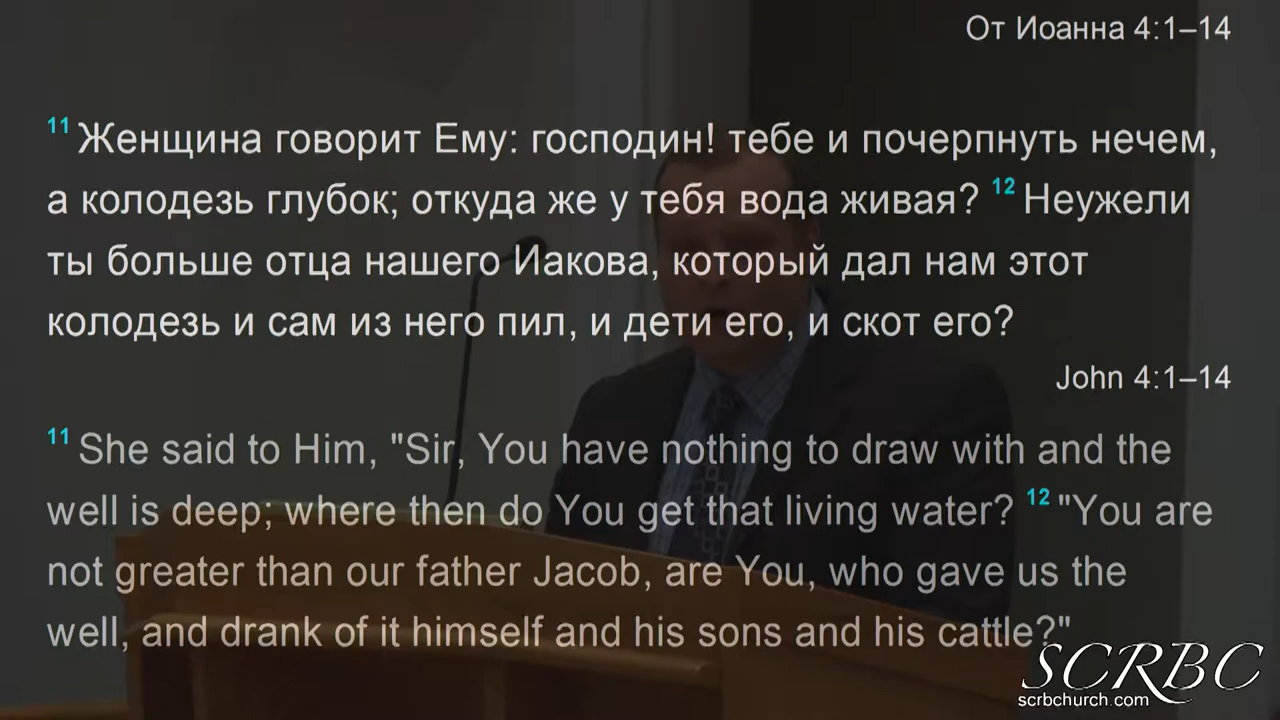 От Иоанна 4:1–14
11 Женщина говорит Ему: господин! тебе и почерпнуть нечем,
а колодезь глубок; откуда же у тебя вода живая? 12 Неужели
ты больше отца нашего Иакова, который дал нам этот
колодезь и сам из него пил, и дети его, и скот его?
John 4:1–14
11 She said to Him, "Sir, You have nothing to draw with and the
well is deep; where then do You get that living water? 12 "You are
not greater than our father Jacob, are You, who gave us the
well, and drank of it himself and his sons and his cattle?"
SCRBC
scrbchurch.com